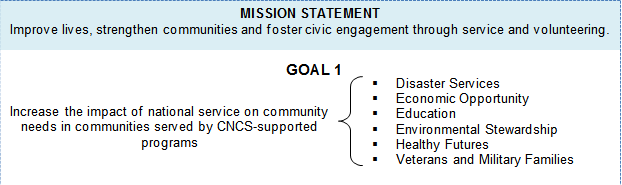 MISSION STATEMENT
Improve lives, strengthen communities and foster civic engagement through service and volunteering.
GOAL 1
Increase the impact of national service on community
needs in communities served by CNCS-supported
programs
▪ Disaster Services
▪ Economic Opportunity
▪ Education
▪ Environmental Stewardship
▪ Healthy Futures
▪ Veterans and Military Families